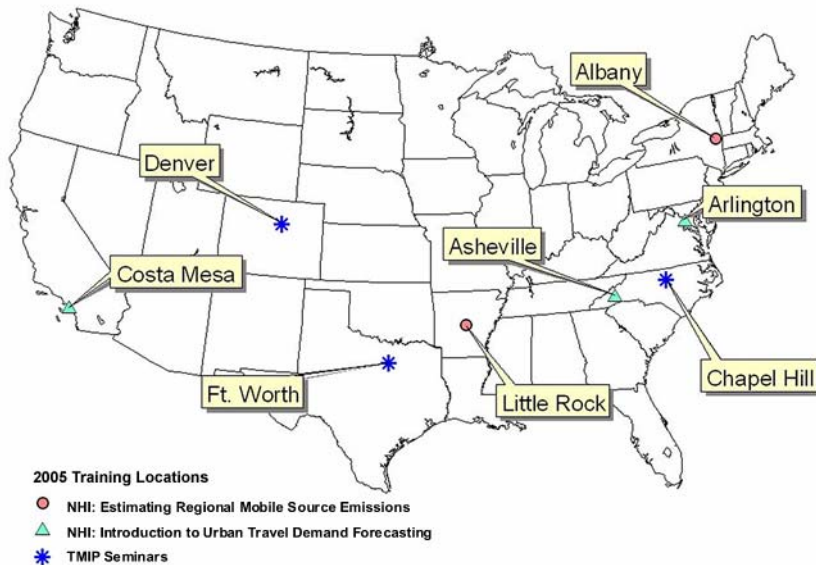 Albany
Denver
Arlington
Asheville
Costa Mesa
Chapel Hill
Ft. Worth
Little Rock
2005 Training Locations
NHI: Estimating Regional Mobile Source Emissions
NHI: Introduction to Urban Travel Demand Forecasting
TMIP Seminars